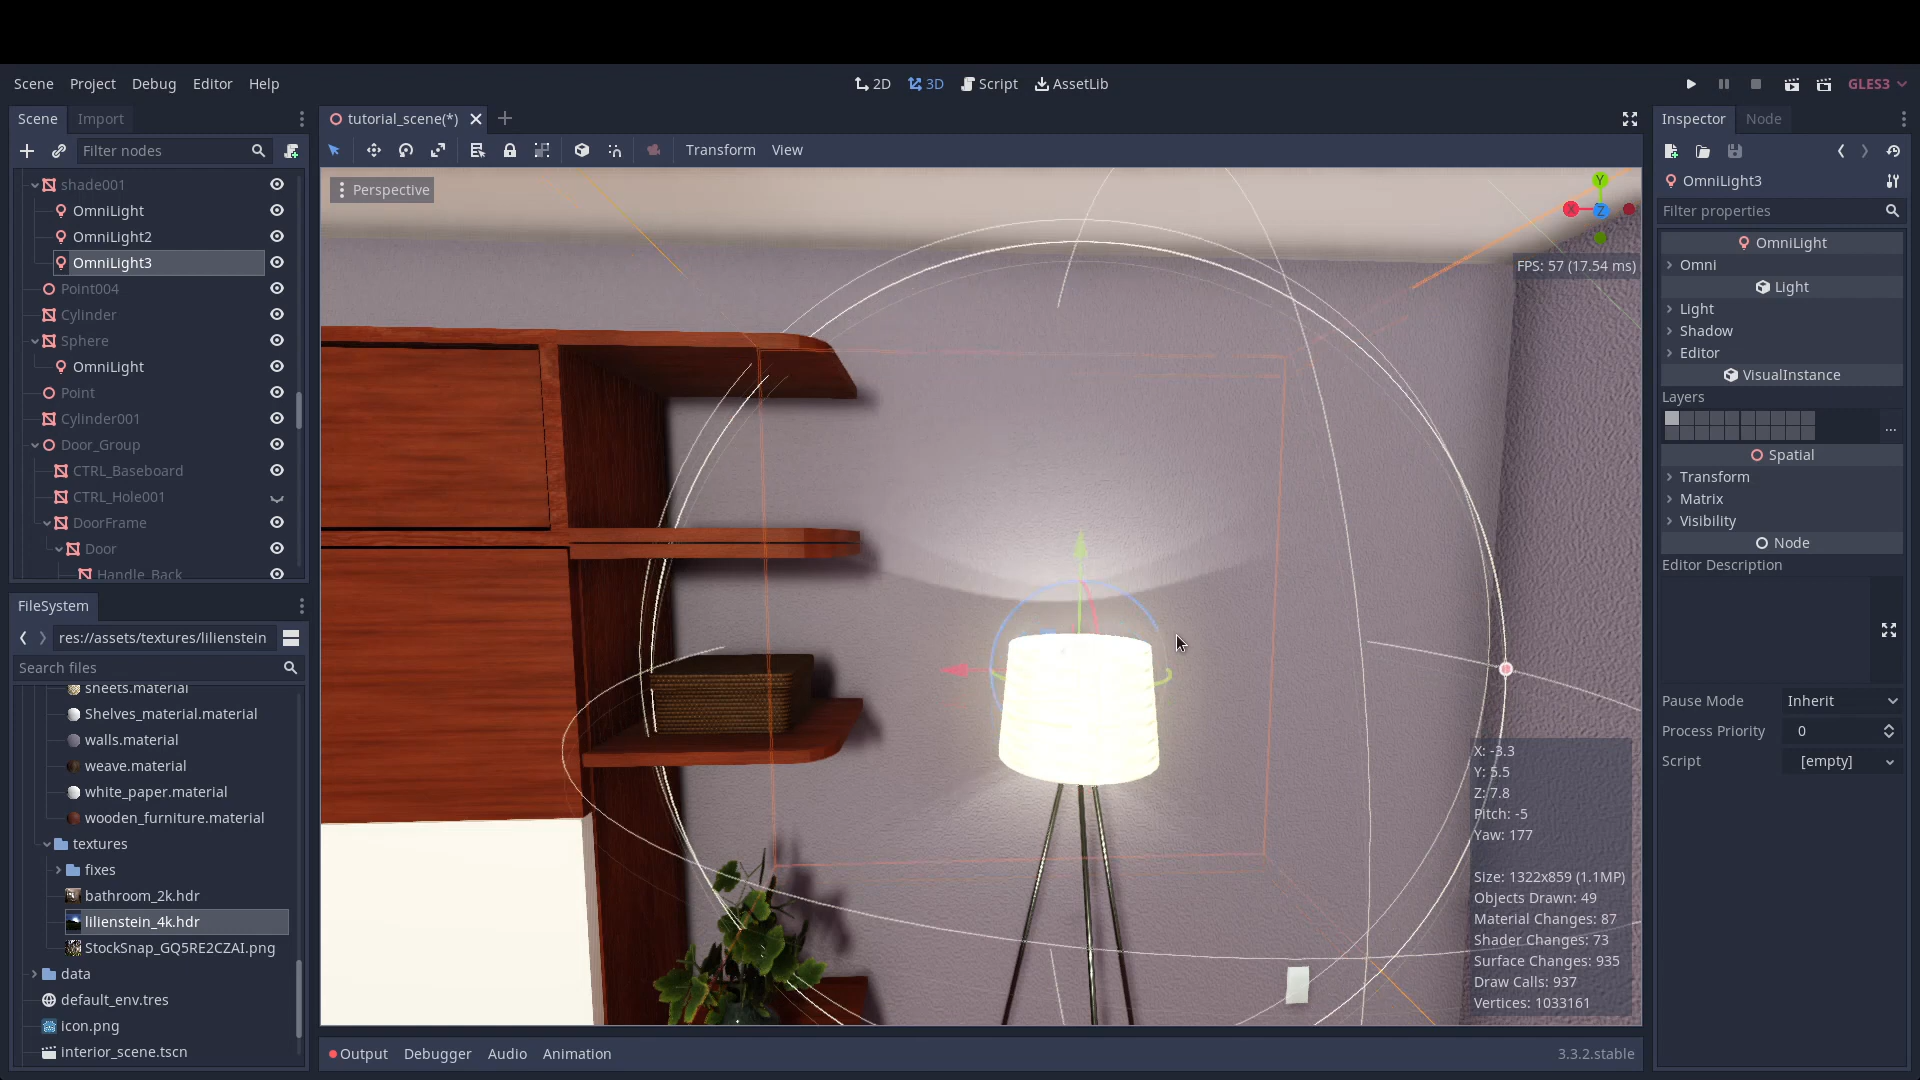 Scene Project Debug Editor Help
2D 3D Script AssetLib
GLES3
Scene Import
Filter nodes
shade001
OmniLight
OmniLight2
OmniLight3
Point004
Cylinder
Sphere
OmniLight
Point
Cylinder001
Door_Group
CTRL_Baseboard
CTRL_Hole001
DoorFrame
Door
Handle_Back
FileSystem
res://assets/textures/lilienstein
Search files
sheets.material
Shelves_material.material
walls.material
weave.material
white_paper.material
wooden_furniture.material
textures
fixes
bathroom_2k.hdr
lilienstein_4k.hdr
StockSnap_GQ5RE2CZAI.png
data
default_env.tres
icon.png
interior_scene.tscn
tutorial_scene(*)
Transform View
Perspective
Y
X Z
FPS: 57 (17.54 ms)
X: -3.3
Y: 5.5
Z: 7.8
Pitch: -5
Yaw: 177
Size: 1322x859 (1.1MP)
Objects Drawn: 49
Material Changes: 87
Shader Changes: 73
Surface Changes: 935
Draw Calls: 937
Vertices: 1033161
Output Debugger Audio Animation
3.3.2.stable
Inspector Node
OmniLight3
Filter properties
OmniLight
Omni
Light
Light
Shadow
Editor
VisualInstance
Layers
...
Spatial
Transform
Matrix
Visibility
Node
Editor Description
Pause Mode Inherit
Process Priority 0
Script [empty]